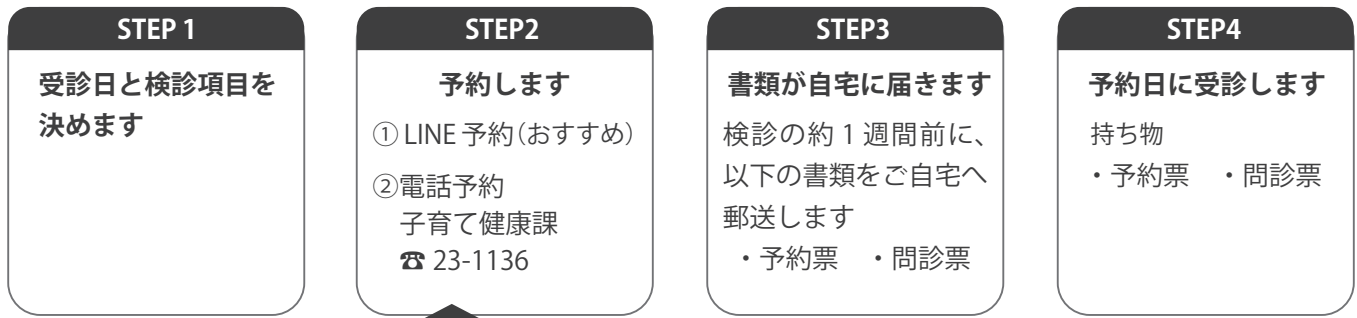 STEP 1
受診日と検診項目を
決めます
STEP2
予約します
① LINE 予約（おすすめ）
②電話予約
子育て健康課
☎ 23-1136
STEP3
書類が自宅に届きます
検診の約 1 週間前に、
以下の書類をご自宅へ
郵送します
・予約票　・問診票
STEP4
予約日に受診します
持ち物
・予約票　・問診票